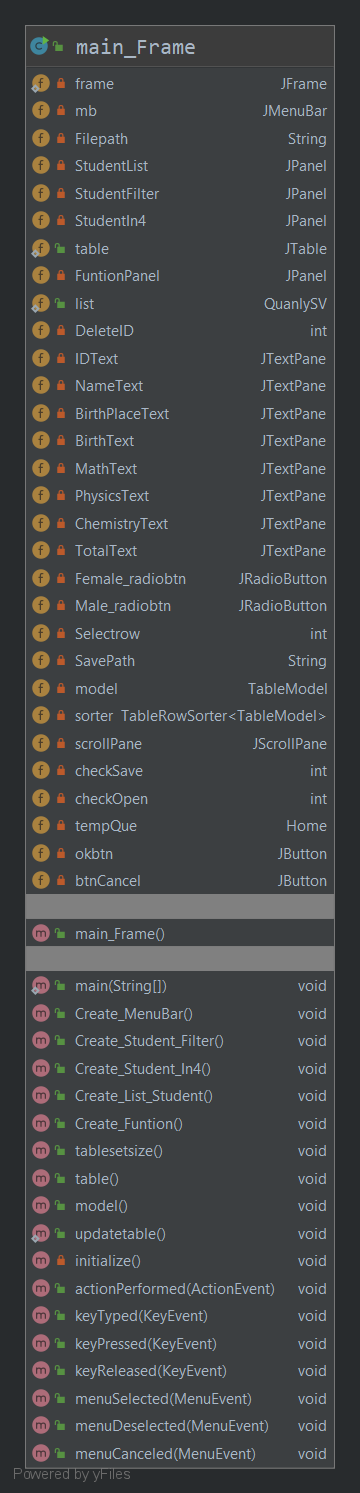 main_Frame
frame JFrame
mb JMenuBar
Filepath String
StudentList JPanel
StudentFilter JPanel
StudentIn4 JPanel
table JTable
FuntionPanel JPanel
list QuanlySV
DeleteID int
IDText JTextPane
NameText JTextPane
BirthPlaceText JTextPane
BirthText JTextPane
MathText JTextPane
PhysicsText JTextPane
ChemistryText JTextPane
TotalText JTextPane
Female_radiobtn JRadioButton
Male_radiobtn JRadioButton
Selectrow int
SavePath String
model TableModel
sorter TableRowSorter<TableModel>
scrollPane JScrollPane
checkSave int
checkOpen int
tempQue Home
okbtn JButton
btnCancel JButton
main_Frame()
main(String[]) void
Create_MenuBar() void
Create_Student_Filter() void
Create_Student_In4() void
Create_List_Student() void
Create_Funtion() void
tablesetsize() void
table() void
model() void
updatetable() void
initialize() void
actionPerformed(ActionEvent) void
keyTyped(KeyEvent) void
keyPressed(KeyEvent) void
keyReleased(KeyEvent) void
menuSelected(MenuEvent) void
menuDeselected(MenuEvent) void
menuCanceled(MenuEvent) void
Powered by yFiles